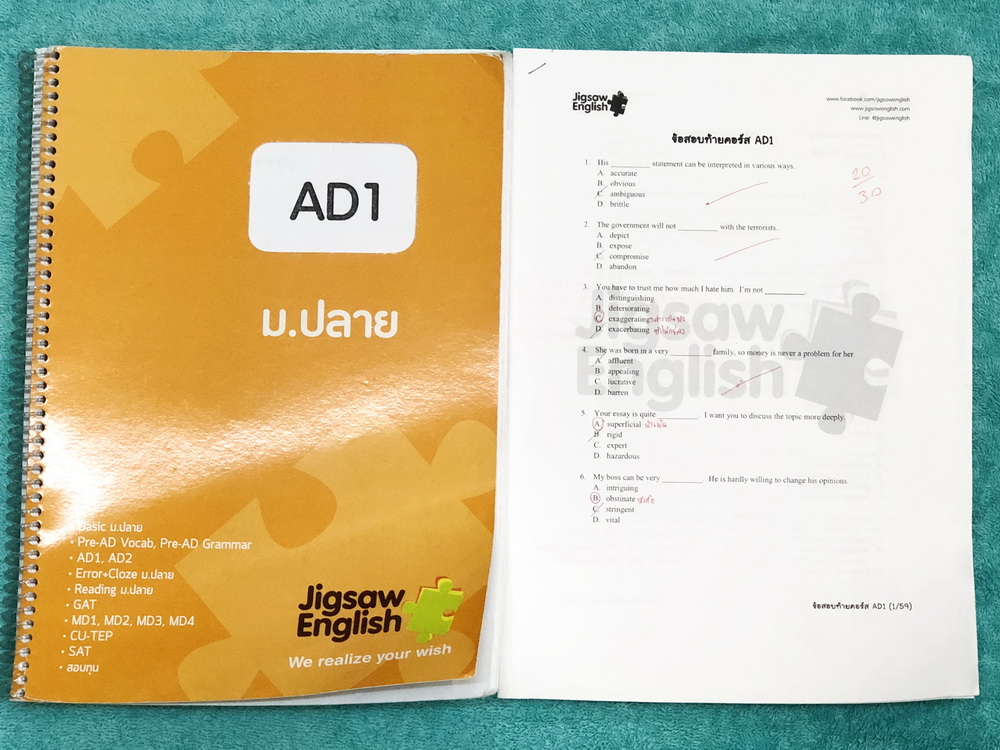 AD1
ม.ปลาย
Basic ม.ปลาย
• Pre-AD Vocab, Pre-AD Grammar
• AD1, AD2
• Error+Cloze ม.ปลาย
• Reading ม.ปลาย
• GAT
• MD1, MD2, MD3, MD4
• CU-TEP
• SAT
• สอบทุน
Jigsaw
English
We realize your wish
Jigsaw
English
www.facebook.com/jigsawenglish
www.jigsawenglish.com
Line: @jigsawenglish
ข้อสอบท้ายคอร์ส AD1
20
30
1. His ________ statement can be interpreted in various ways.
A. accurate
B. obvious
C. ambiguous
D. brittle
2. The government will not ________ with the terrorists.
A. depict
B. expose
C. compromise
D. abandon
3. You have to trust me how much I hate him. I'm not ________.
A. distinguishing
B. deteriorating
C. exaggerating
D. exacerbating
4. She was born in a very ________ family, so money is never a problem for her.
A. affluent
B. appealing
C. lucrative
D. barren
5. Your essay is quite ________. I want you to discuss the topic more deeply.
A. superficial
B. rigid
C. expert
D. hazardous
6. My boss can be very ________. He is hardly willing to change his opinions.
A. intriguing
B. obstinate
C. stringent
D. vital
Jigsaw
English
ข้อสอบท้ายคอร์ส AD1 (1/59)